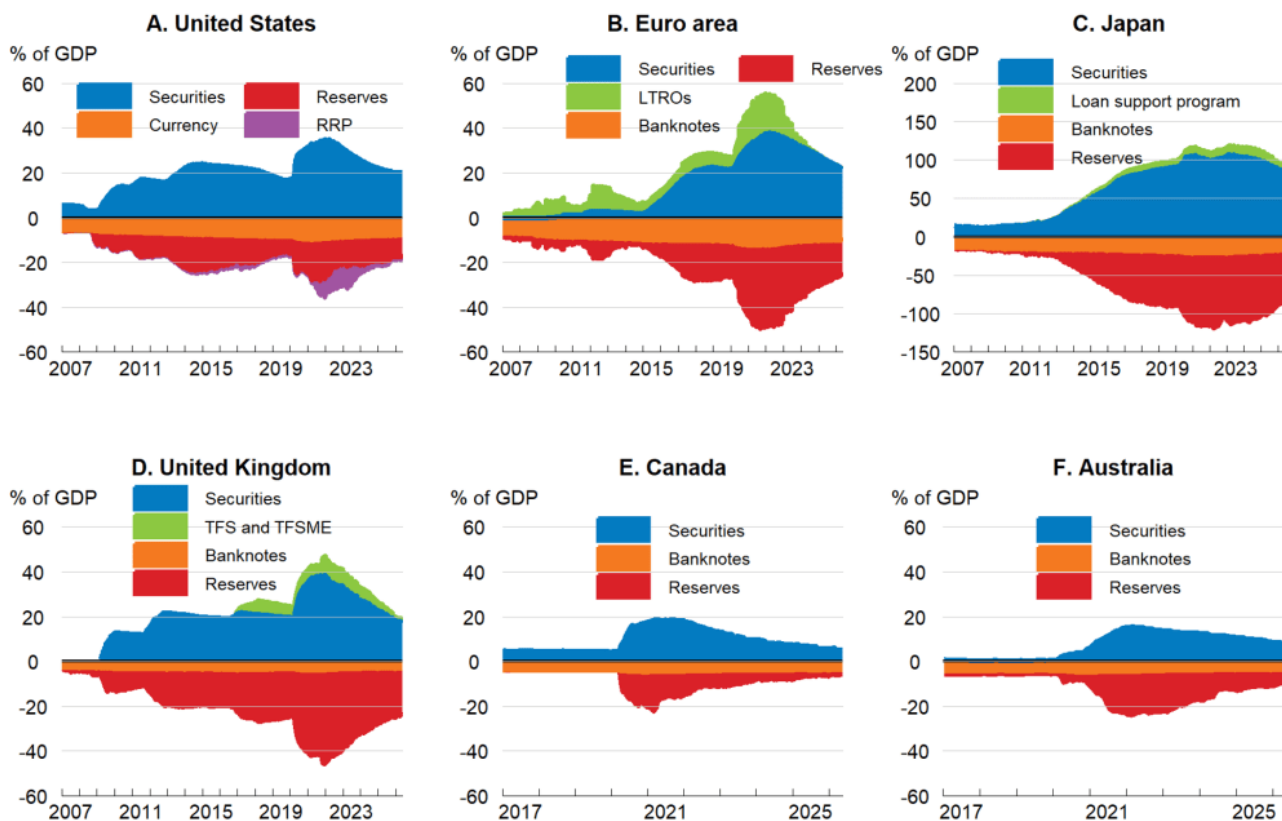 A. United States
% of GDP
60
40
20
0
-20
-40
-60
Securities
Reserves
Currency
RRP
2007
2011
2015
2019
2023
B. Euro area
% of GDP
60
40
20
0
-20
-40
-60
Securities
Reserves
LTROs
Banknotes
2007
2011
2015
2019
2023
C. Japan
% of GDP
200
150
100
50
0
-50
-100
-150
Securities
Loan support program
Banknotes
Reserves
2007
2011
2015
2019
2023
D. United Kingdom
% of GDP
60
40
20
0
-20
-40
-60
Securities
TFS and TFSME
Banknotes
Reserves
2007
2011
2015
2019
2023
E. Canada
% of GDP
60
40
20
0
-20
-40
-60
Securities
Banknotes
Reserves
2017
2021
2025
F. Australia
% of GDP
60
40
20
0
-20
-40
-60
Securities
Banknotes
Reserves
2017
2021
2025